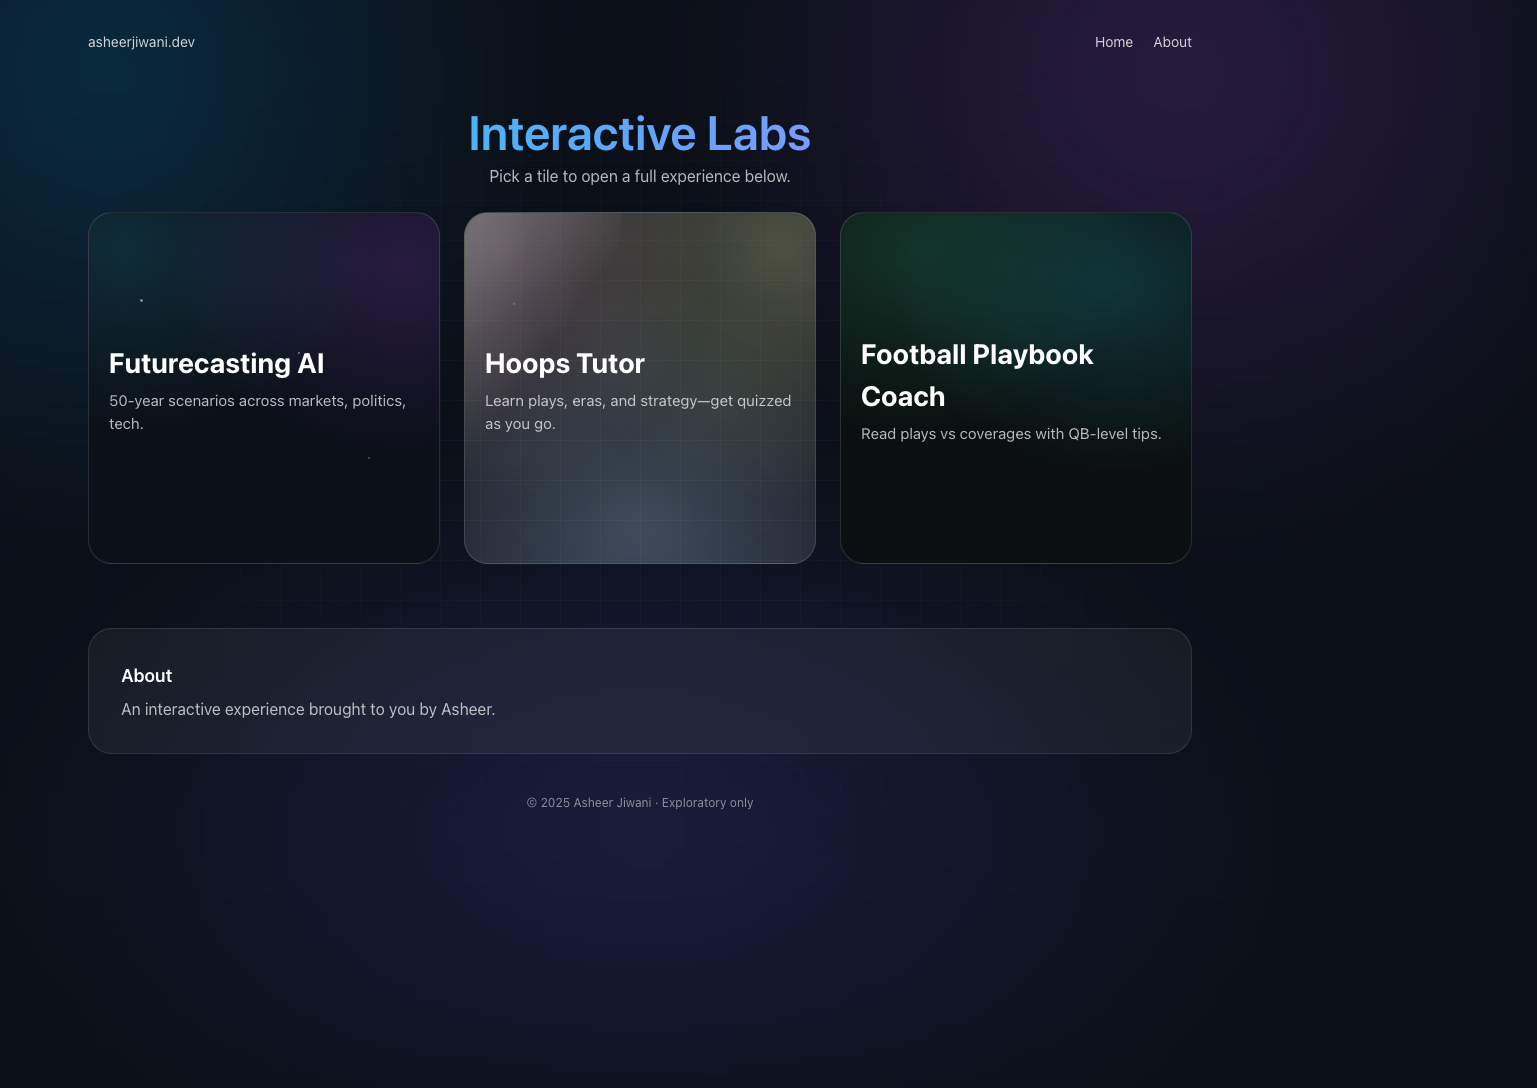 asheerjiwani.dev
Home About
Interactive Labs
Pick a tile to open a full experience below.
Futurecasting AI
50-year scenarios across markets, politics,
tech.
Hoops Tutor
Learn plays, eras, and strategy—get quizzed
as you go.
Football Playbook
Coach
Read plays vs coverages with QB-level tips.
About
An interactive experience brought to you by Asheer.
© 2025 Asheer Jiwani · Exploratory only